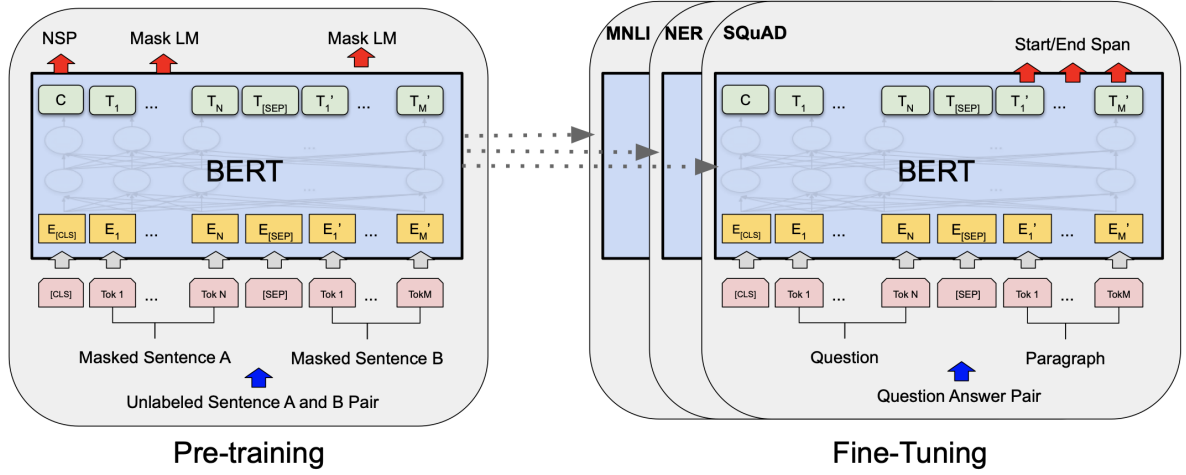 NSP Mask LM Mask LM
C T1 ... TN T[SEP] T1' ... TM'
...
BERT
...
E[CLS] E1 ... EN E[SEP] E1' ... EM'
[CLS] Tok 1 ... Tok N [SEP] Tok 1 ... TokM
Masked Sentence A Masked Sentence B
Unlabeled Sentence A and B Pair
Pre-training
MNLI NER SQuAD
Start/End Span
C T1 ... TN T[SEP] T1' ... TM'
...
BERT
...
E[CLS] E1 ... EN E[SEP] E1' ... EM'
[CLS] Tok 1 ... Tok N [SEP] Tok 1 ... TokM
Question Paragraph
Question Answer Pair
Fine-Tuning